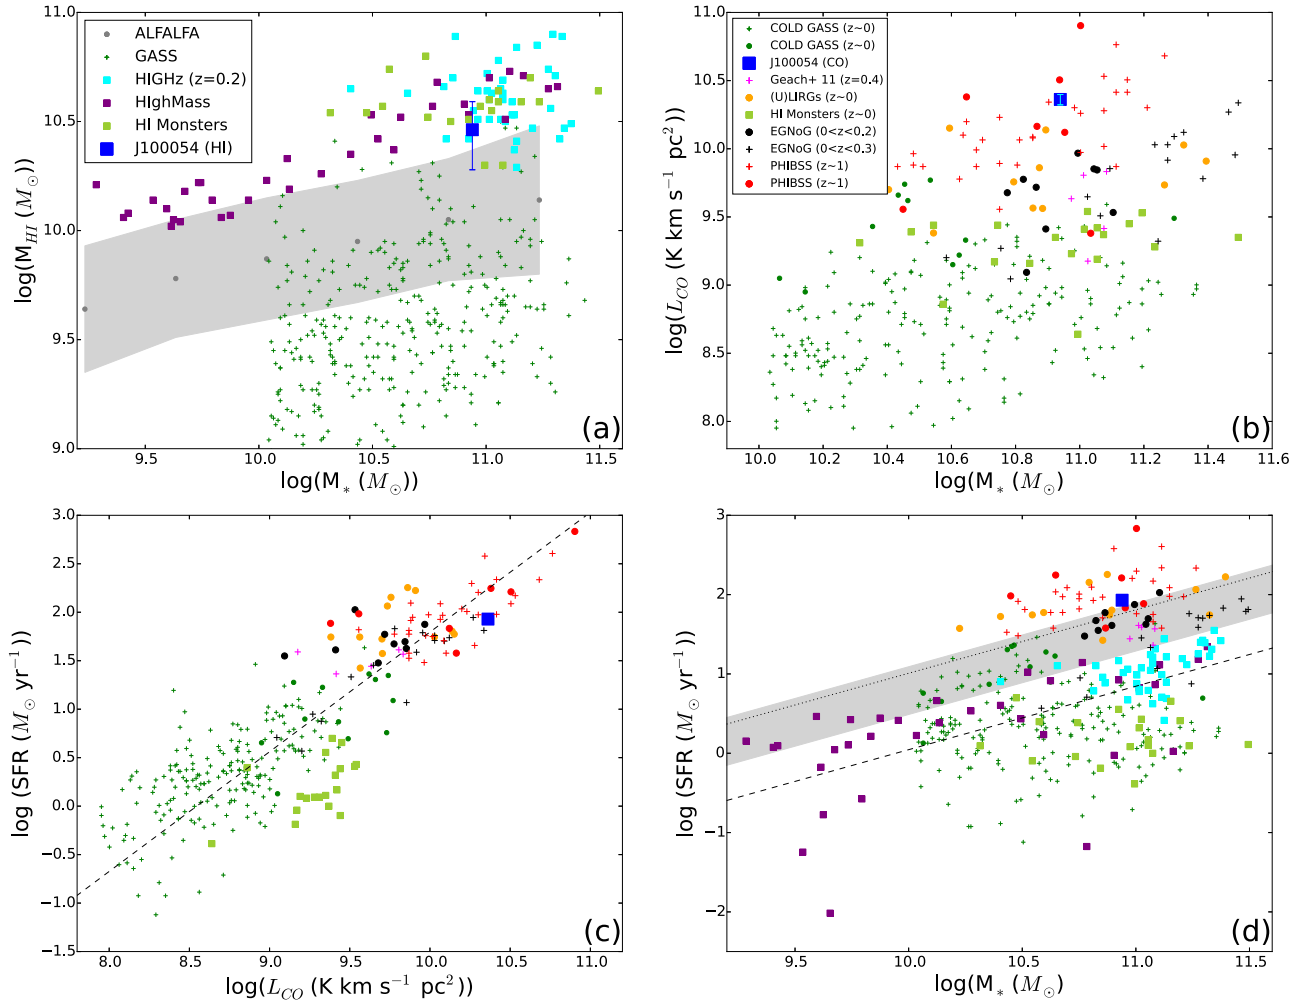 ALFALFA
GASS
HIGHz (z=0.2)
HIghMass
HI Monsters
J100054 (HI)
11.0
10.5
10.0
9.5
9.0
log(M_HI (M_⊙))
9.5 10.0 10.5 11.0 11.5
log(M_* (M_⊙))
(a)
COLD GASS (z~0)
COLD GASS (z~0)
J100054 (CO)
Geach+ 11 (z=0.4)
(U)LIRGs (z~0)
HI Monsters (z~0)
EGNoG (0<z<0.2)
EGNoG (0<z<0.3)
PHIBSS (z~1)
PHIBSS (z~1)
11.0
10.5
10.0
9.5
9.0
8.5
8.0
log(L_CO (K km s⁻¹ pc²)
10.0 10.2 10.4 10.6 10.8 11.0 11.2 11.4 11.6
log(M_* (M_⊙)
(b)
3.0
2.5
2.0
1.5
1.0
0.5
0.0
−0.5
−1.0
−1.5
log (SFR (M_⊙ yr⁻¹))
8.0 8.5 9.0 9.5 10.0 10.5 11.0
log(L_CO (K km s⁻¹ pc²)
(c)
3
2
1
0
−1
−2
log (SFR (M_⊙ yr⁻¹))
9.5 10.0 10.5 11.0 11.5
log(M_* (M_⊙)
(d)